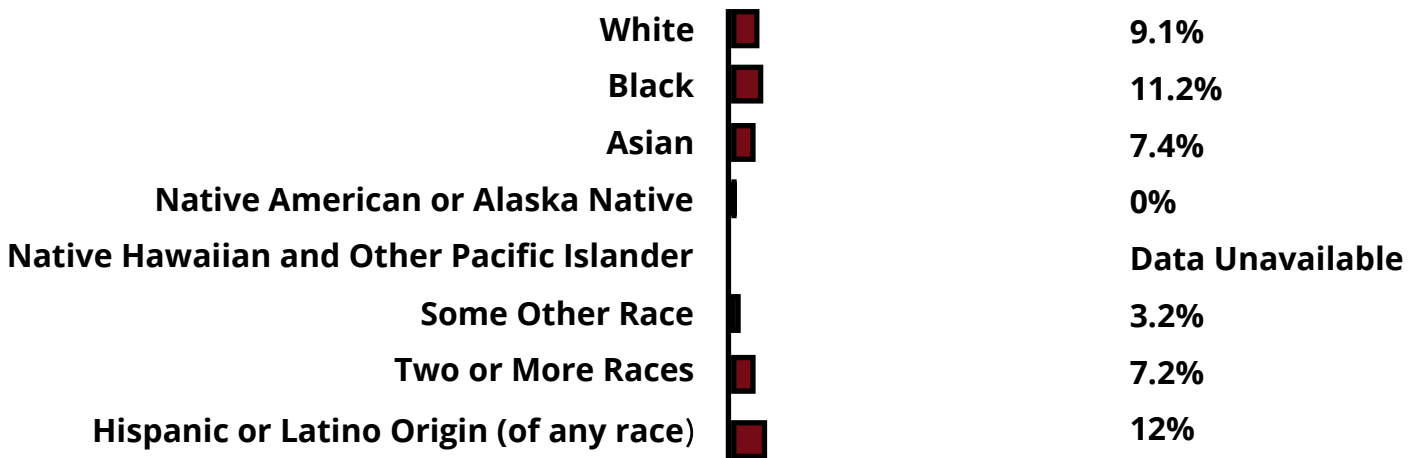 White 9.1%
Black 11.2%
Asian 7.4%
Native American or Alaska Native 0%
Native Hawaiian and Other Pacific Islander Data Unavailable
Some Other Race 3.2%
Two or More Races 7.2%
Hispanic or Latino Origin (of any race) 12%